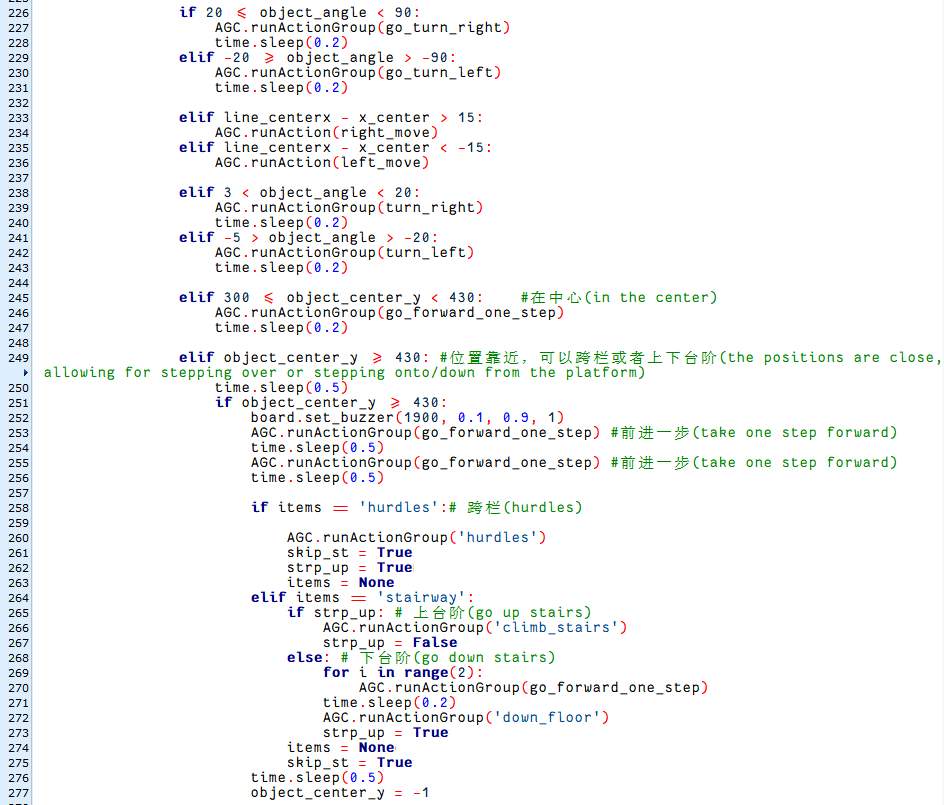 226 if 20 <= object_angle < 90:
227 AGC.runActionGroup(go_turn_right)
228 time.sleep(0.2)
229 elif -20 >= object_angle > -90:
230 AGC.runActionGroup(go_turn_left)
231 time.sleep(0.2)
232
233 elif line_centerx - x_center > 15:
234 AGC.runAction(right_move)
235 elif line_centerx - x_center < -15:
236 AGC.runAction(left_move)
237
238 elif 3 < object_angle < 20:
239 AGC.runActionGroup(turn_right)
240 time.sleep(0.2)
241 elif -5 > object_angle > -20:
242 AGC.runActionGroup(turn_left)
243 time.sleep(0.2)
244
245 elif 300 <= object_center_y < 430: #在中心(in the center)
246 AGC.runActionGroup(go_forward_one_step)
247 time.sleep(0.2)
248
249 elif object_center_y >= 430: #位置靠近，可以跨栏或者上下台阶(the positions are close,
allowing for stepping over or stepping onto/down from the platform)
250 time.sleep(0.5)
251 if object_center_y >= 430:
252 board.set_buzzer(1900, 0.1, 0.9, 1)
253 AGC.runActionGroup(go_forward_one_step) #前进一步(take one step forward)
254 time.sleep(0.5)
255 AGC.runActionGroup(go_forward_one_step) #前进一步(take one step forward)
256 time.sleep(0.5)
257
258 if items == 'hurdles':# 跨栏(hurdles)
259
260 AGC.runActionGroup('hurdles')
261 skip_st = True
262 strp_up = True
263 items = None
264 elif items == 'stairway':
265 if strp_up: # 上台阶(go up stairs)
266 AGC.runActionGroup('climb_stairs')
267 strp_up = False
268 else: # 下台阶(go down stairs)
269 for i in range(2):
270 AGC.runActionGroup(go_forward_one_step)
271 time.sleep(0.2)
272 AGC.runActionGroup('down_floor')
273 strp_up = True
274 items = None
275 skip_st = True
276 time.sleep(0.5)
277 object_center_y = -1